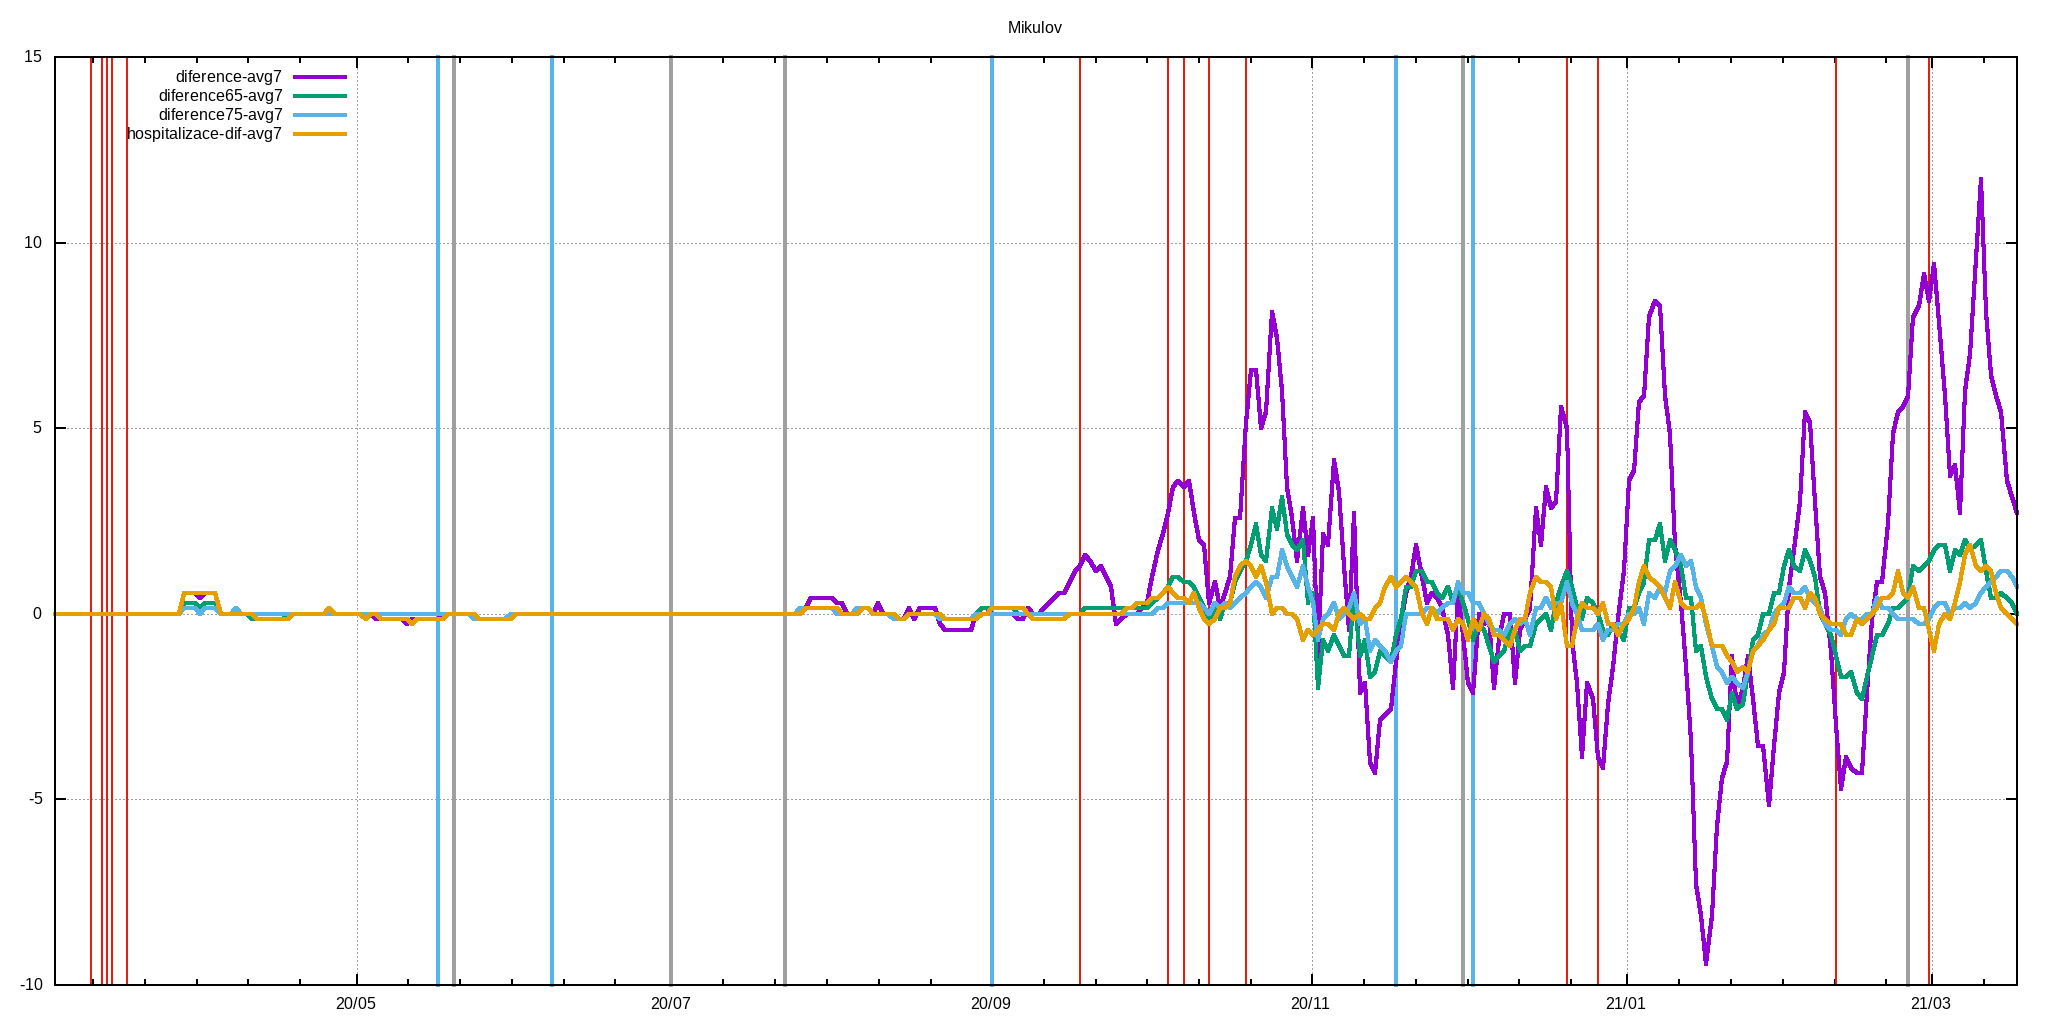 Mikulov
15
diference-avg7
diference65-avg7
diference75-avg7
hospitalizace-dif-avg7
10
5
0
-5
-10
20/05 20/07 20/09 20/11 21/01 21/03